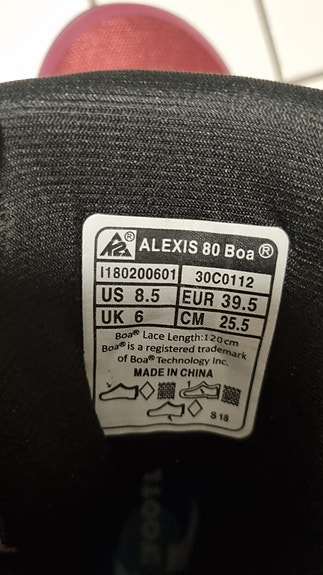 K2® ALEXIS 80 Boa®
I180200601 30C0112
US 8.5 EUR 39.5
UK 6 CM 25.5
Boa® Lace Length:120cm
Boa® is a registered trademark
of Boa® Technology Inc.
MADE IN CHINA
S 18